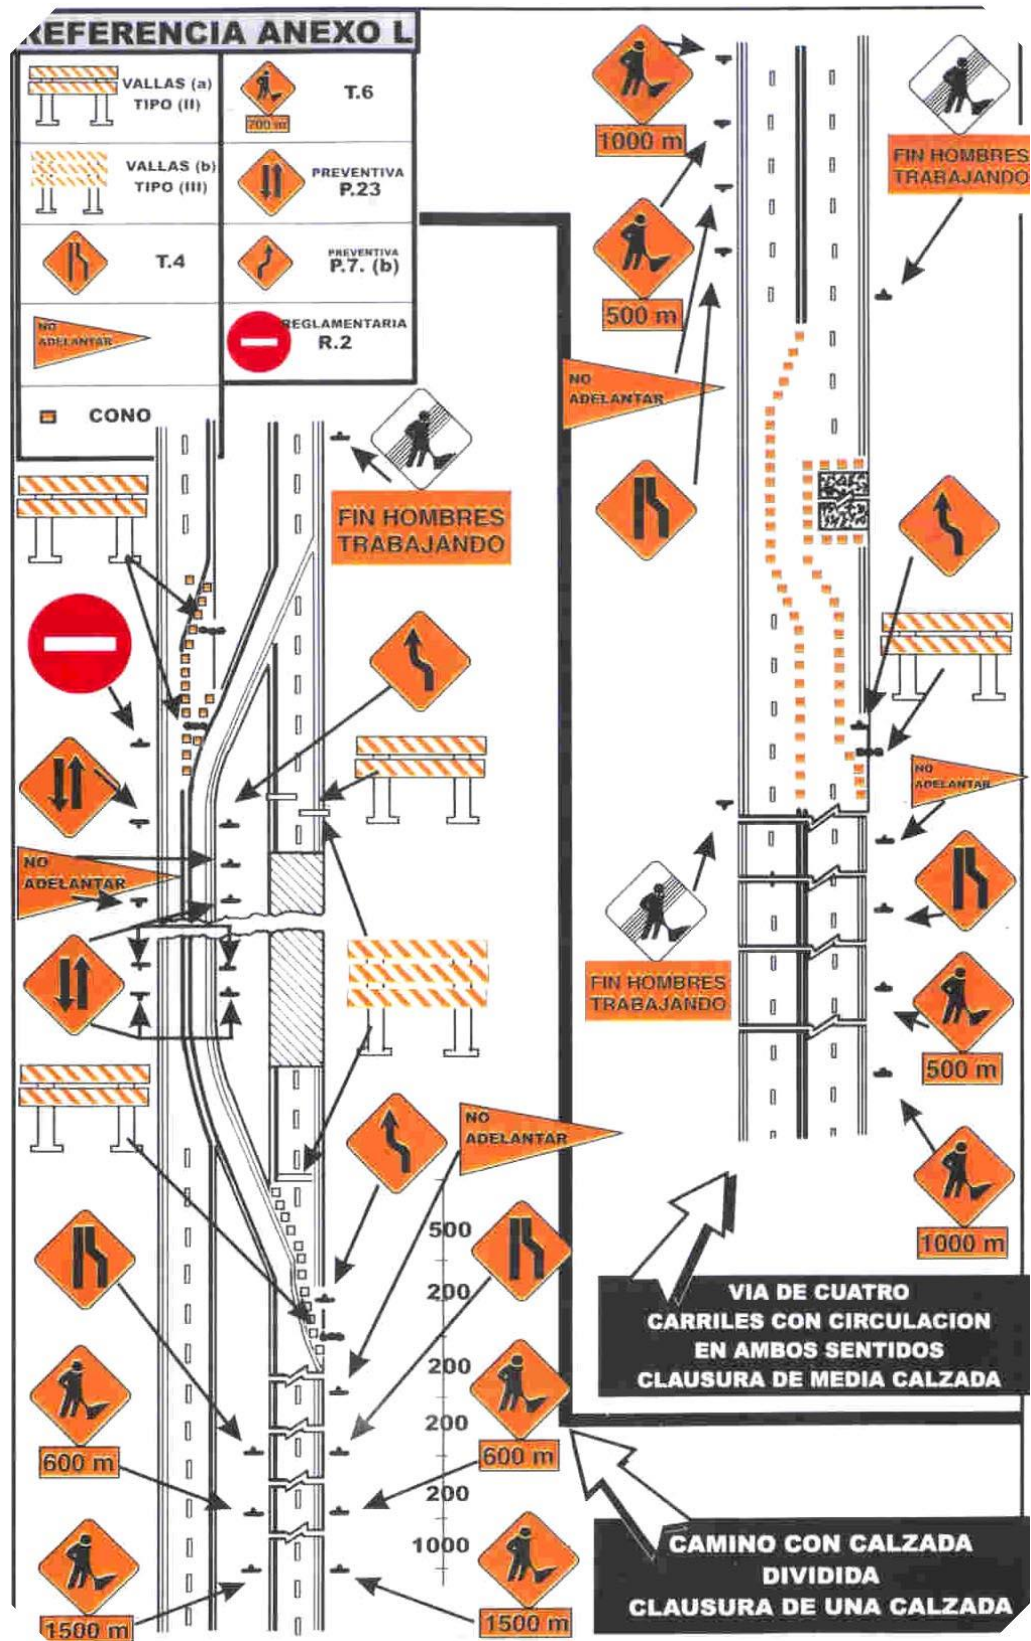 REFERENCIA ANEXO L
VALLAS (a)
TIPO (II)
700 m
T.6
VALLAS (b)
TIPO (III)
PREVENTIVA
P.23
T.4
PREVENTIVA
P.7. (b)
NO
ADELANTAR
REGLAMENTARIA
R.2
CONO
FIN HOMBRES
TRABAJANDO
NO
ADELANTAR
NO
ADELANTAR
500
200
200
200
200
1000
600 m
600 m
1500 m
1500 m
1000 m
500 m
NO
ADELANTAR
FIN HOMBRES
TRABAJANDO
NO
ADELANTAR
FIN HOMBRES
TRABAJANDO
500 m
1000 m
VIA DE CUATRO
CARRILES CON CIRCULACION
EN AMBOS SENTIDOS
CLAUSURA DE MEDIA CALZADA
CAMINO CON CALZADA
DIVIDIDA
CLAUSURA DE UNA CALZADA